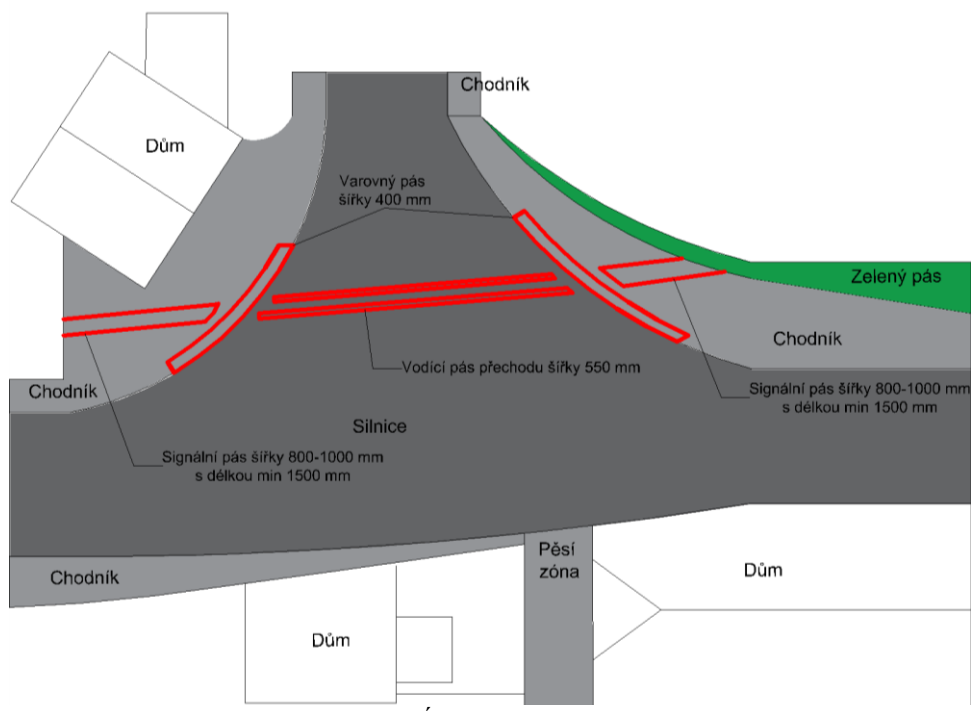 Chodník
Dům
Varovný pás
šířky 400 mm
Zelený pás
Chodník
Vodící pás přechodu šířky 550 mm
Chodník
Signální pás šířky 800-1000 mm
s délkou min 1500 mm
Silnice
Signální pás šířky 800-1000 mm
s délkou min 1500 mm
Pěsí
zóna
Chodník
Dům
Dům